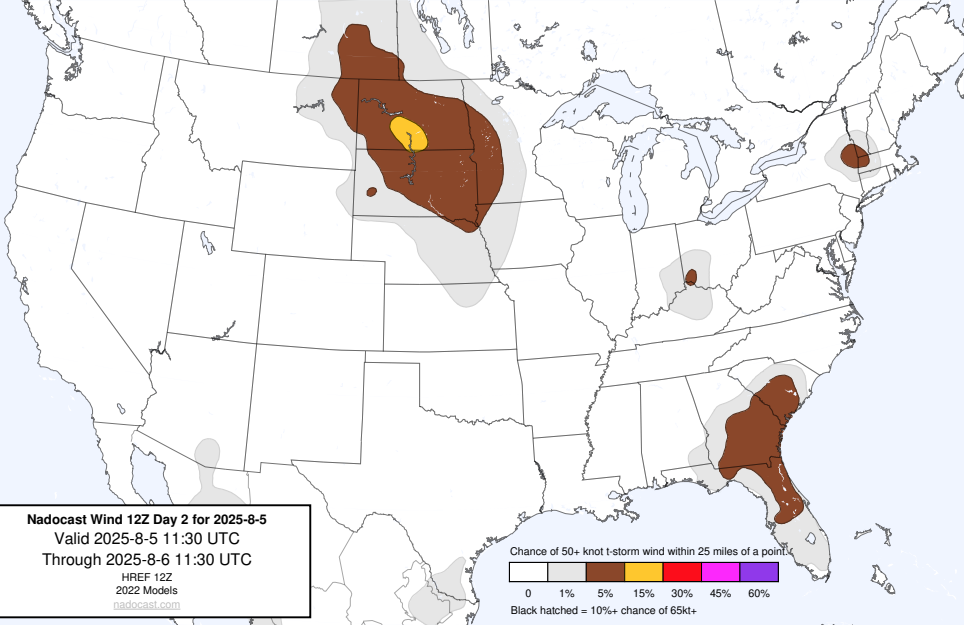 Nadocast Wind 12Z Day 2 for 2025-8-5
Valid 2025-8-5 11:30 UTC
Through 2025-8-6 11:30 UTC
HREF 12Z
2022 Models
nadocast.com
Chance of 50+ knot t-storm wind within 25 miles of a point.
0 1% 5% 15% 30% 45% 60%
Black hatched = 10%+ chance of 65kt+